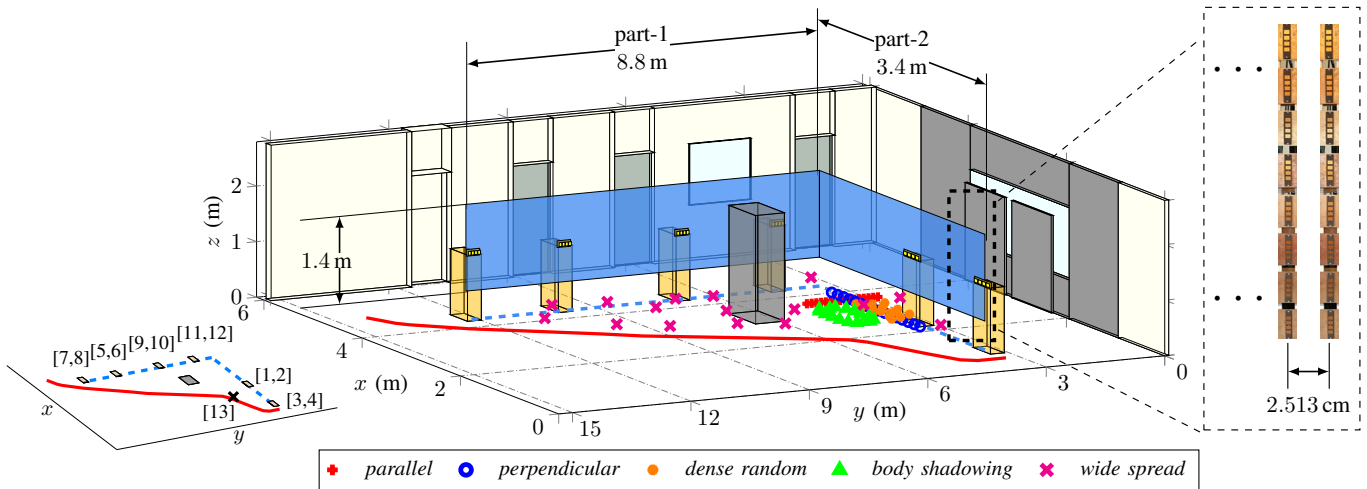 part-1
8.8 m
part-2
3.4 m
2
1
0
z (m)
1.4 m
6
4
2
0
x (m)
15
12
9
6
3
0
y (m)
[11,12]
[9,10]
[5,6]
[7,8]
[1,2]
[3,4]
[13]
x
y
2.513 cm
parallel perpendicular dense random body shadowing wide spread